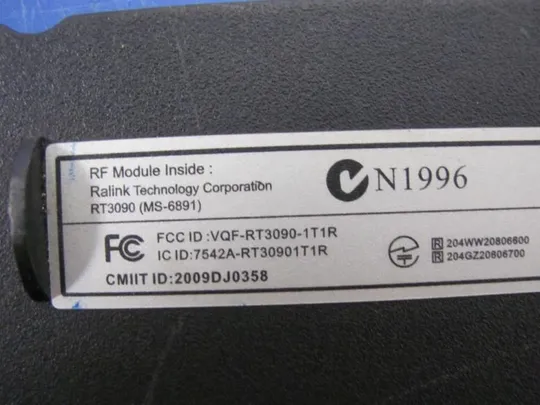 RF Module Inside :
Ralink Technology Corporation
RT3090 (MS-6891)
N1996
FC FCC ID :VQF-RT3090-1T1R
IC ID:7542A-RT30901T1R
CMIIT ID:2009DJ0358
R 204WW20806600
R 204GZ20806700